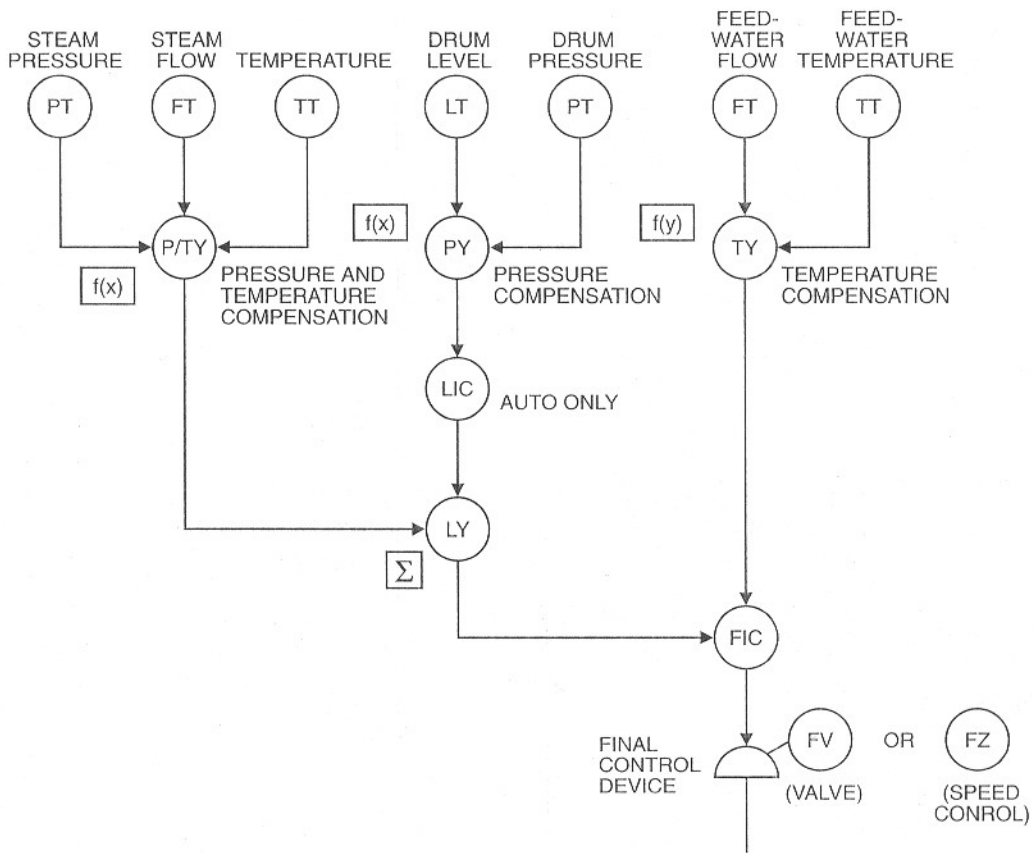 STEAM
PRESSURE
STEAM
FLOW
TEMPERATURE
DRUM
LEVEL
DRUM
PRESSURE
FEED-
WATER
FLOW
FEED-
WATER
TEMPERATURE
PT
FT
TT
LT
PT
FT
TT
P/TY
f(x)
PRESSURE AND
TEMPERATURE
COMPENSATION
f(x)
PY
PRESSURE
COMPENSATION
f(y)
TY
TEMPERATURE
COMPENSATION
LIC
AUTO ONLY
LY
Σ
FIC
FINAL
CONTROL
DEVICE
FV
(VALVE)
OR
FZ
(SPEED
CONROL)